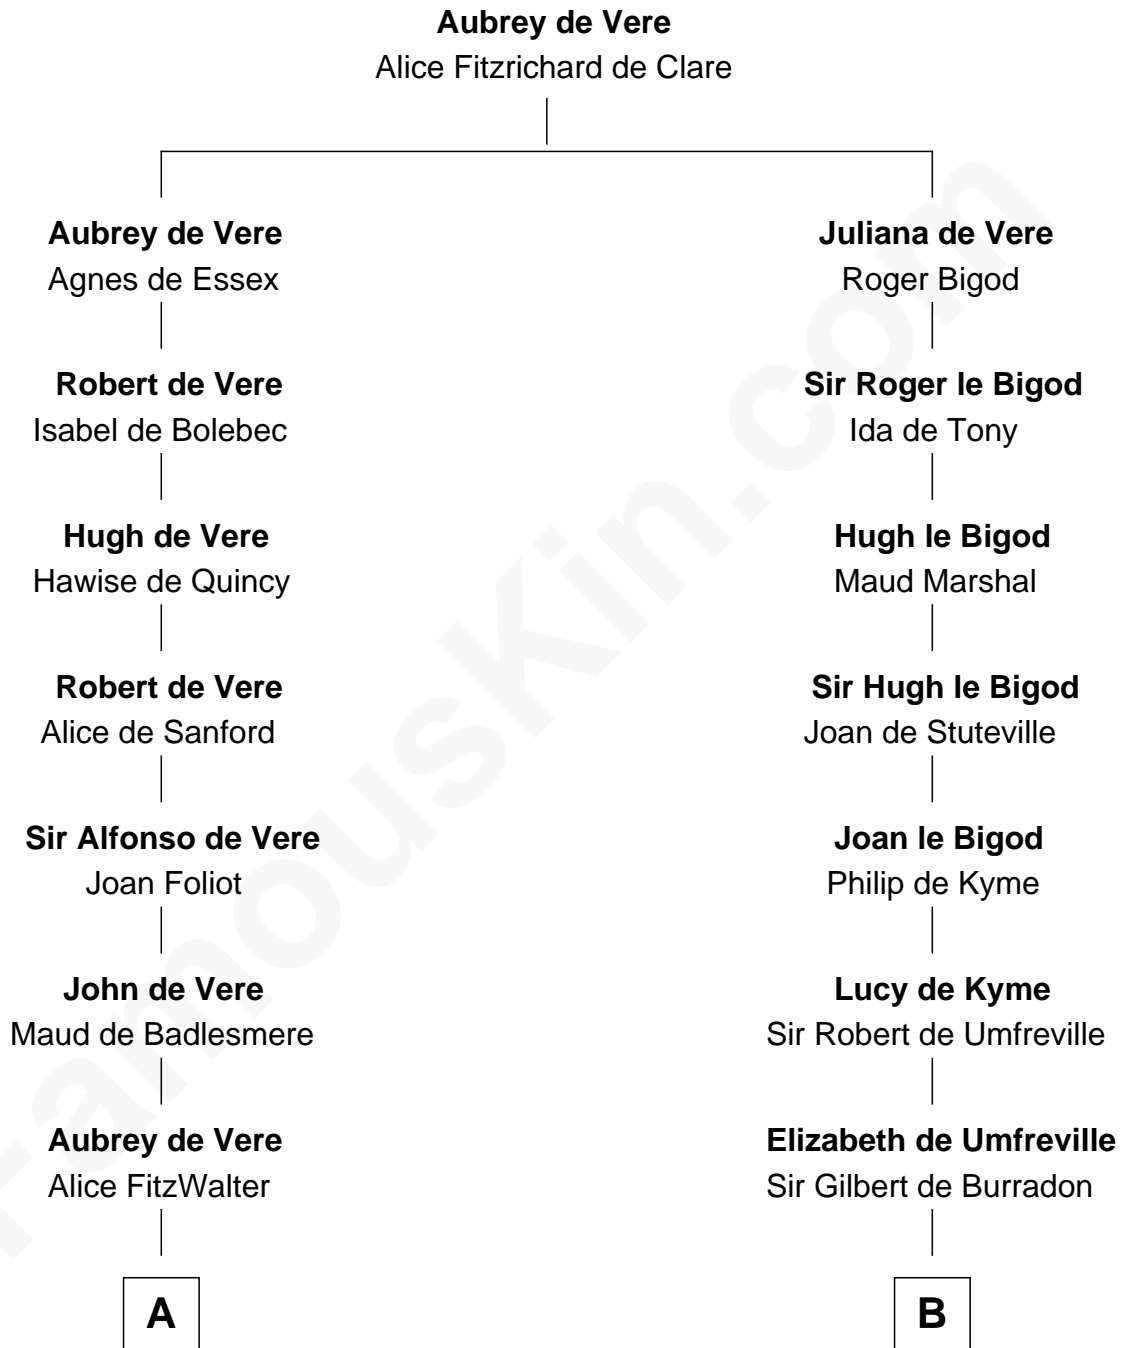 Aubrey de Vere
Alice Fitzrichard de Clare
Aubrey de Vere
Agnes de Essex
Juliana de Vere
Roger Bigod
Robert de Vere
Isabel de Bolebec
Sir Roger le Bigod
Ida de Tony
Hugh de Vere
Hawise de Quincy
Hugh le Bigod
Maud Marshal
Robert de Vere
Alice de Sanford
Sir Hugh le Bigod
Joan de Stuteville
Sir Alfonso de Vere
Joan Foliot
Joan le Bigod
Philip de Kyme
John de Vere
Maud de Badlesmere
Lucy de Kyme
Sir Robert de Umfreville
Aubrey de Vere
Alice FitzWalter
Elizabeth de Umfreville
Sir Gilbert de Burradon
A
B
FamousKin.com